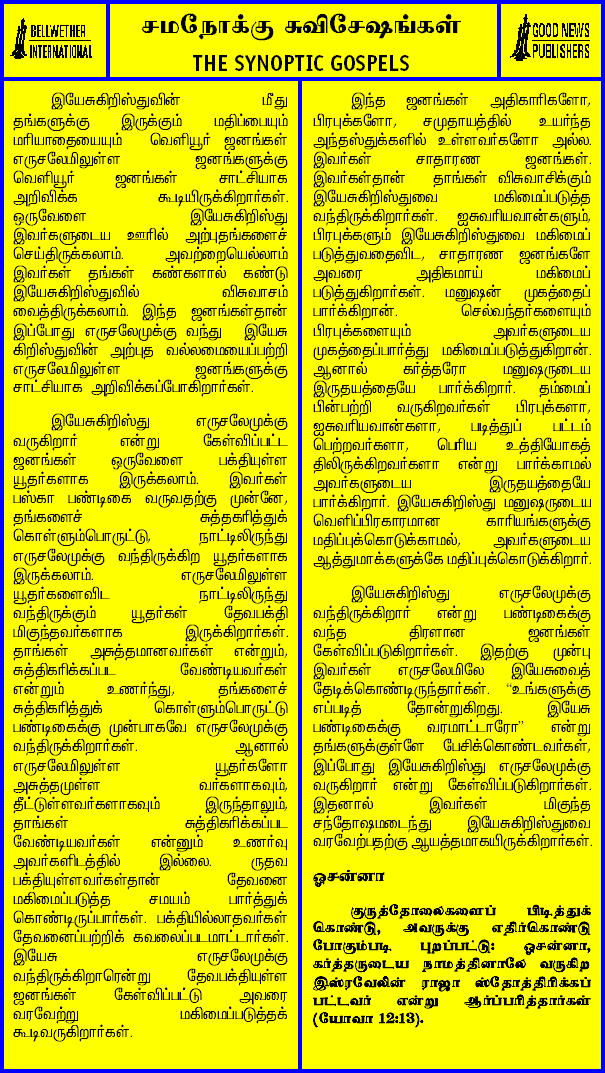 BELLWETHER
INTERNATIONAL
சமநோக்கு சுவிசேஷங்கள்
THE SYNOPTIC GOSPELS
GOOD NEWS
PUBLISHERS
இயேசுகிறிஸ்துவின் மீது
தங்களுக்கு இருக்கும் மதிப்பையும்
மரியாதையையும் வெளியூர் ஜனங்கள்
எருசலேமிலுள்ள ஜனங்களுக்கு
வெளியூர் ஜனங்கள் சாட்சியாக
அறிவிக்க கூடியிருக்கிறார்கள்.
ஒருவேளை இயேசுகிறிஸ்து
இவர்களுடைய ஊரில் அற்புதங்களைச்
செய்திருக்கலாம். அவற்றையெல்லாம்
இவர்கள் தங்கள் கண்களால் கண்டு
இயேசுகிறிஸ்துவில் விசுவாசம்
வைத்திருக்கலாம். இந்த ஜனங்கள்தான்
இப்போது எருசலேமுக்கு வந்து இயேசு
கிறிஸ்துவின் அற்புத வல்லமையைப்பற்றி
எருசலேமிலுள்ள ஜனங்களுக்கு
சாட்சியாக அறிவிக்கப்போகிறார்கள்.
இயேசுகிறிஸ்து எருசலேமுக்கு
வருகிறார் என்று கேள்விப்பட்ட
ஜனங்கள் ஒருவேளை பக்தியுள்ள
யூதர்களாக இருக்கலாம். இவர்கள்
பஸ்கா பண்டிகை வருவதற்கு முன்னே,
தங்களைச் சுத்தகரித்துக்
கொள்ளும்பொருட்டு, நாட்டிலிருந்து
எருசலேமுக்கு வந்திருக்கிற யூதர்களாக
இருக்கலாம். எருசலேமிலுள்ள
யூதர்களைவிட நாட்டிலிருந்து
வந்திருக்கும் யூதர்கள் தேவபக்தி
மிகுந்தவர்களாக இருக்கிறார்கள்.
தாங்கள் அசுத்தமானவர்கள் என்றும்,
சுத்திகரிக்கப்பட வேண்டியவர்கள்
என்றும் உணர்ந்து, தங்களைச்
சுத்திகரித்துக் கொள்ளும்பொருட்டு
பண்டிகைக்கு முன்பாகவே எருசலேமுக்கு
வந்திருக்கிறார்கள். ஆனால்
எருசலேமிலுள்ள யூதர்களோ
அசுத்தமுள்ள வர்களாகவும்,
தீட்டுள்ளவர்களாகவும் இருந்தாலும்,
தாங்கள் சுத்திகரிக்கப்பட
வேண்டியவர்கள் என்னும் உணர்வு
அவர்களிடத்தில் இல்லை. ருதவ
பக்தியுள்ளவர்கள்தான் தேவனை
மகிமைப்படுத்த சமயம் பார்த்துக்
கொண்டிருப்பார்கள். பக்தியில்லாதவர்கள்
தேவனைப்பற்றிக் கவலைப்படமாட்டார்கள்.
இயேசு எருசலேமுக்கு
வந்திருக்கிறாரென்று தேவபக்தியுள்ள
ஜனங்கள் கேள்விப்பட்டு அவரை
வரவேற்று மகிமைப்படுத்தக்
கூடிவருகிறார்கள்.
இந்த ஜனங்கள் அதிகாரிகளோ,
பிரபுக்களோ, சமுதாயத்தில் உயர்ந்த
அந்தஸ்துக்களில் உள்ளவர்களோ அல்ல.
இவர்கள் சாதாரண ஜனங்கள்.
இவர்கள்தான் தாங்கள் விசுவாசிக்கும்
இயேசுகிறிஸ்துவை மகிமைப்படுத்த
வந்திருக்கிறார்கள். ஐசுவரியவான்களும்,
பிரபுக்களும் இயேசுகிறிஸ்துவை மகிமைப்
படுத்துவதைவிட, சாதாரண ஜனங்களே
அவரை அதிகமாய் மகிமைப்
படுத்துகிறார்கள். மனுஷன் முகத்தைப்
பார்க்கிறான். செல்வந்தர்களையும்
பிரபுக்களையும் அவர்களுடைய
முகத்தைப்பார்த்து மகிமைப்படுத்துகிறான்.
ஆனால் கர்த்தரோ மனுஷருடைய
இருதயத்தையே பார்க்கிறார். தம்மைப்
பின்பற்றி வருகிறவர்கள் பிரபுக்களா,
ஐசுவரியவான்களா, படித்துப் பட்டம்
பெற்றவர்களா, பெரிய உத்தியோகத்
திலிருக்கிறவர்களா என்று பார்க்காமல்
அவர்களுடைய இருதயத்தையே
பார்க்கிறார். இயேசுகிறிஸ்து மனுஷருடைய
வெளிப்பிரகாரமான காரியங்களுக்கு
மதிப்புக்கொடுக்காமல், அவர்களுடைய
ஆத்துமாக்களுக்கே மதிப்புக்கொடுக்கிறார்.
இயேசுகிறிஸ்து எருசலேமுக்கு
வந்திருக்கிறார் என்று பண்டிகைக்கு
வந்த திரளான ஜனங்கள்
கேள்விப்படுகிறார்கள். இதற்கு முன்பு
இவர்கள் எருசலேமிலே இயேசுவைத்
தேடிக்கொண்டிருந்தார்கள். "உங்களுக்கு
எப்படித் தோன்றுகிறது. இயேசு
பண்டிகைக்கு வரமாட்டாரோ" என்று
தங்களுக்குள்ளே பேசிக்கொண்டவர்கள்,
இப்போது இயேசுகிறிஸ்து எருசலேமுக்கு
வருகிறார் என்று கேள்விப்படுகிறார்கள்.
இதனால் இவர்கள் மிகுந்த
சந்தோஷமடைந்து இயேசுகிறிஸ்துவை
வரவேற்பதற்கு ஆயத்தமாகயிருக்கிறார்கள்.
ஓசன்னா
குருத்தோலைகளைப் பிடித்துக்
கொண்டு, அவருக்கு எதிர்கொண்டு
போகும்படி புறப்பட்டு: ஓசன்னா,
கர்த்தருடைய நாமத்தினாலே வருகிற
இஸ்ரவேலின் ராஜா ஸ்தோத்திரிக்கப்
பட்டவர் என்று ஆர்ப்பரித்தார்கள்
(யோவா 12:13).